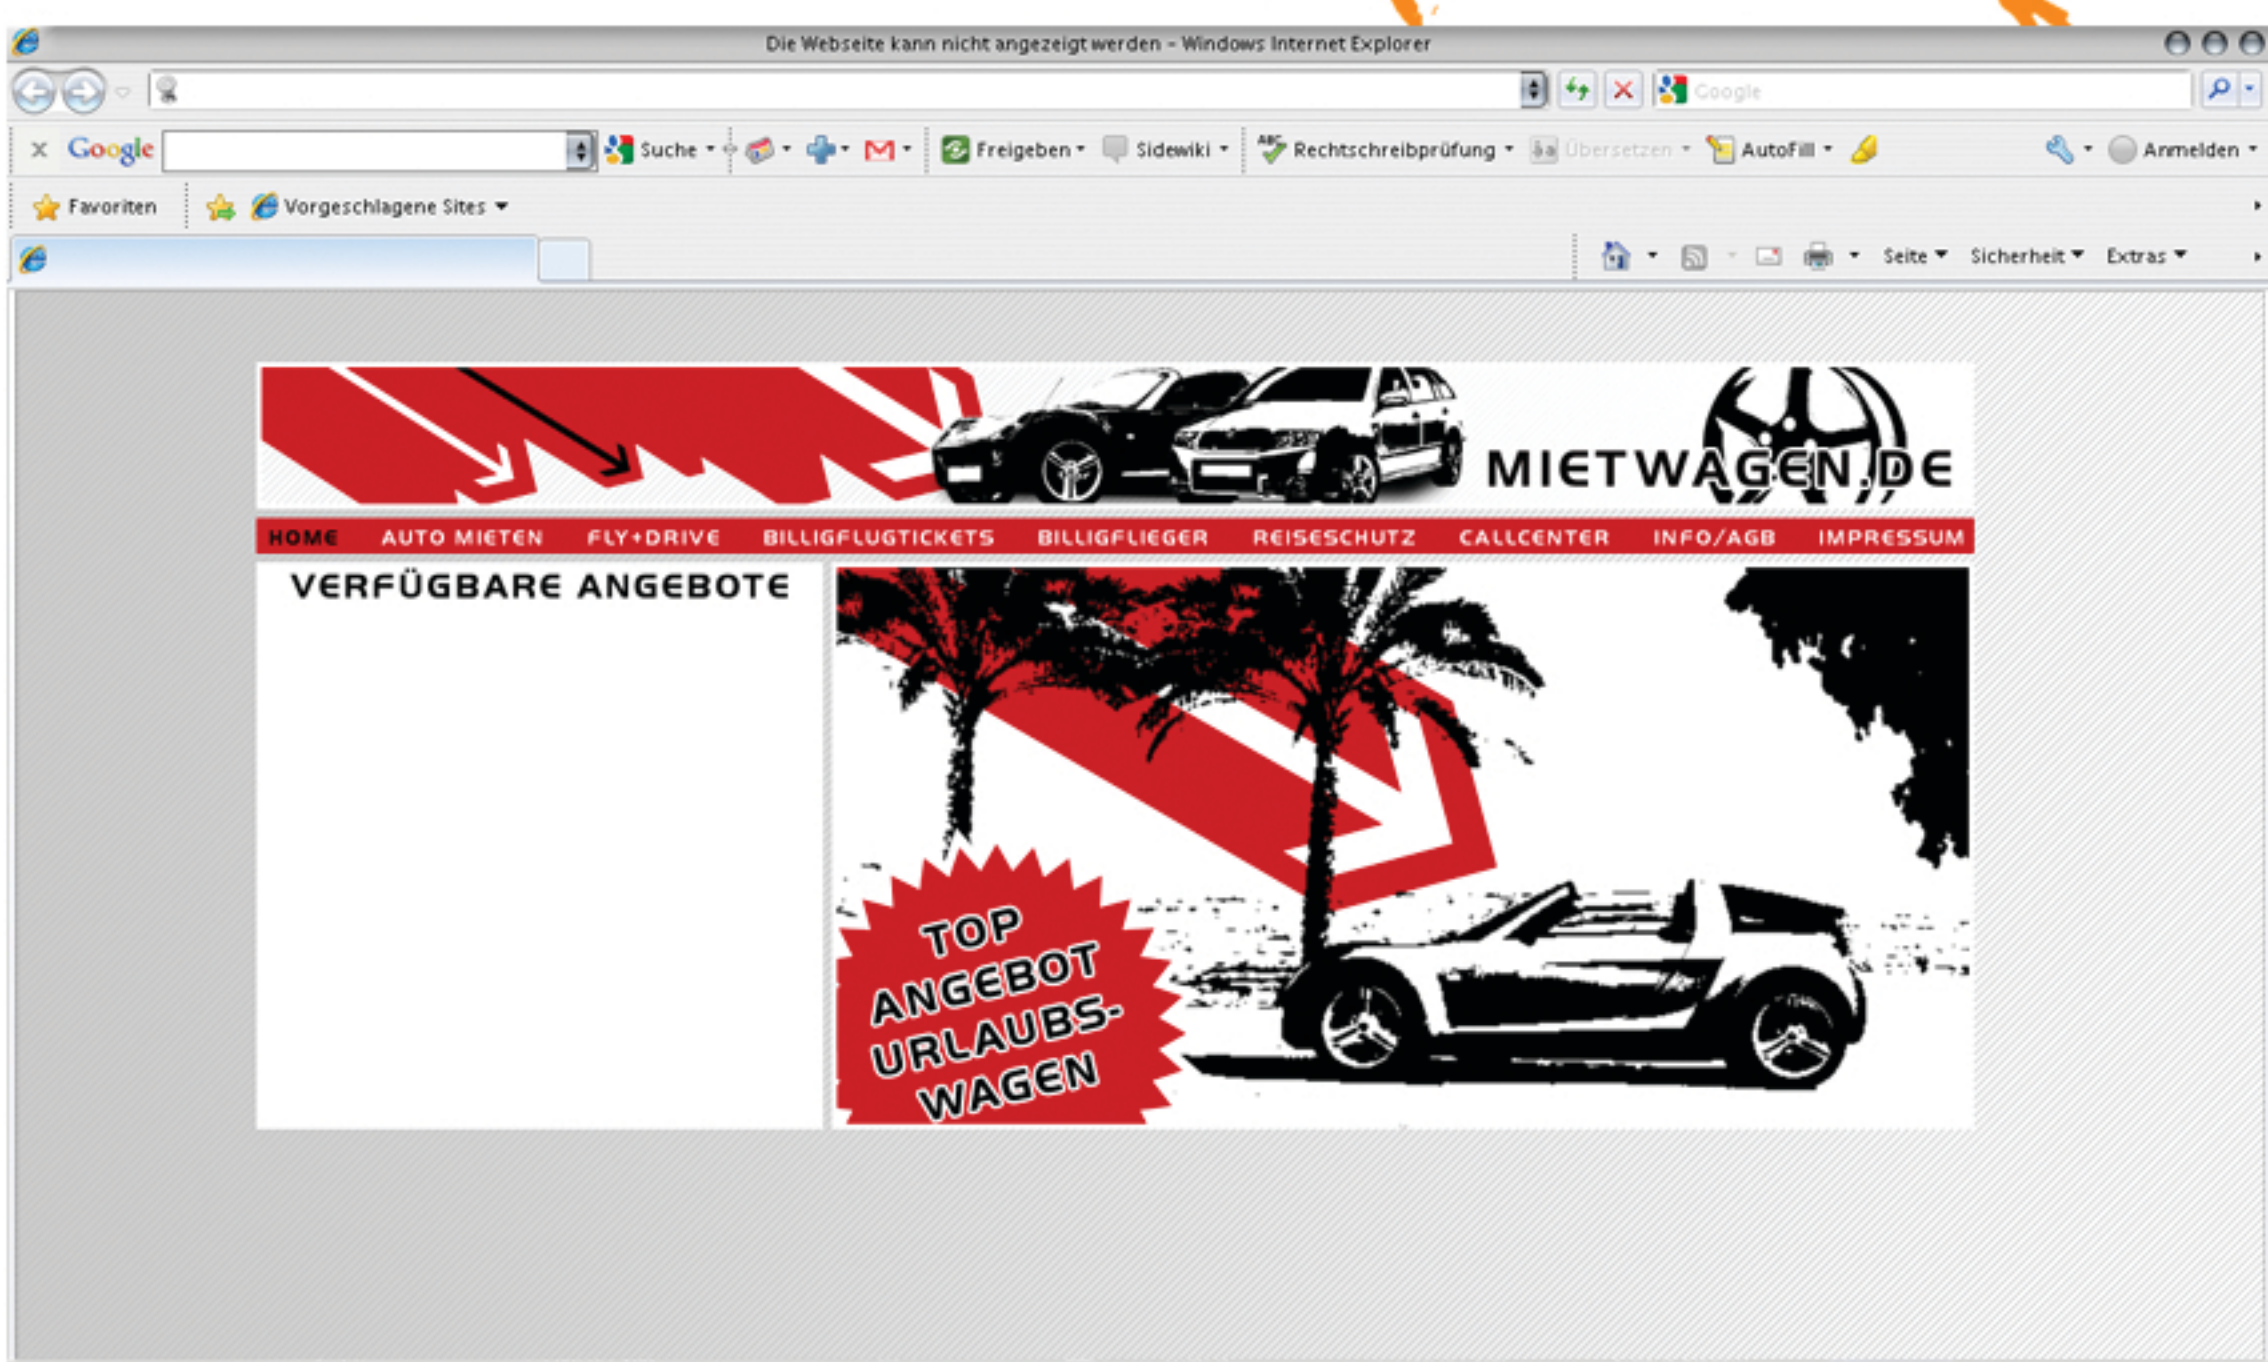 Die Webseite kann nicht angezeigt werden - Windows Internet Explorer
Google
Google Suche Freigeben Sidewiki ABC Rechtschreibprüfung äa Übersetzen AutoFill Anmelden
Favoriten Vorgeschlagene Sites
Seite Sicherheit Extras
MIETWAGEN.DE
HOME AUTO MIETEN FLY+DRIVE BILLIGFLUGTICKETS BILLIGFLIEGER REISESCHUTZ CALLCENTER INFO/AGB IMPRESSUM
VERFÜGBARE ANGEBOTE
TOP
ANGEBOT
URLAUBS-
WAGEN